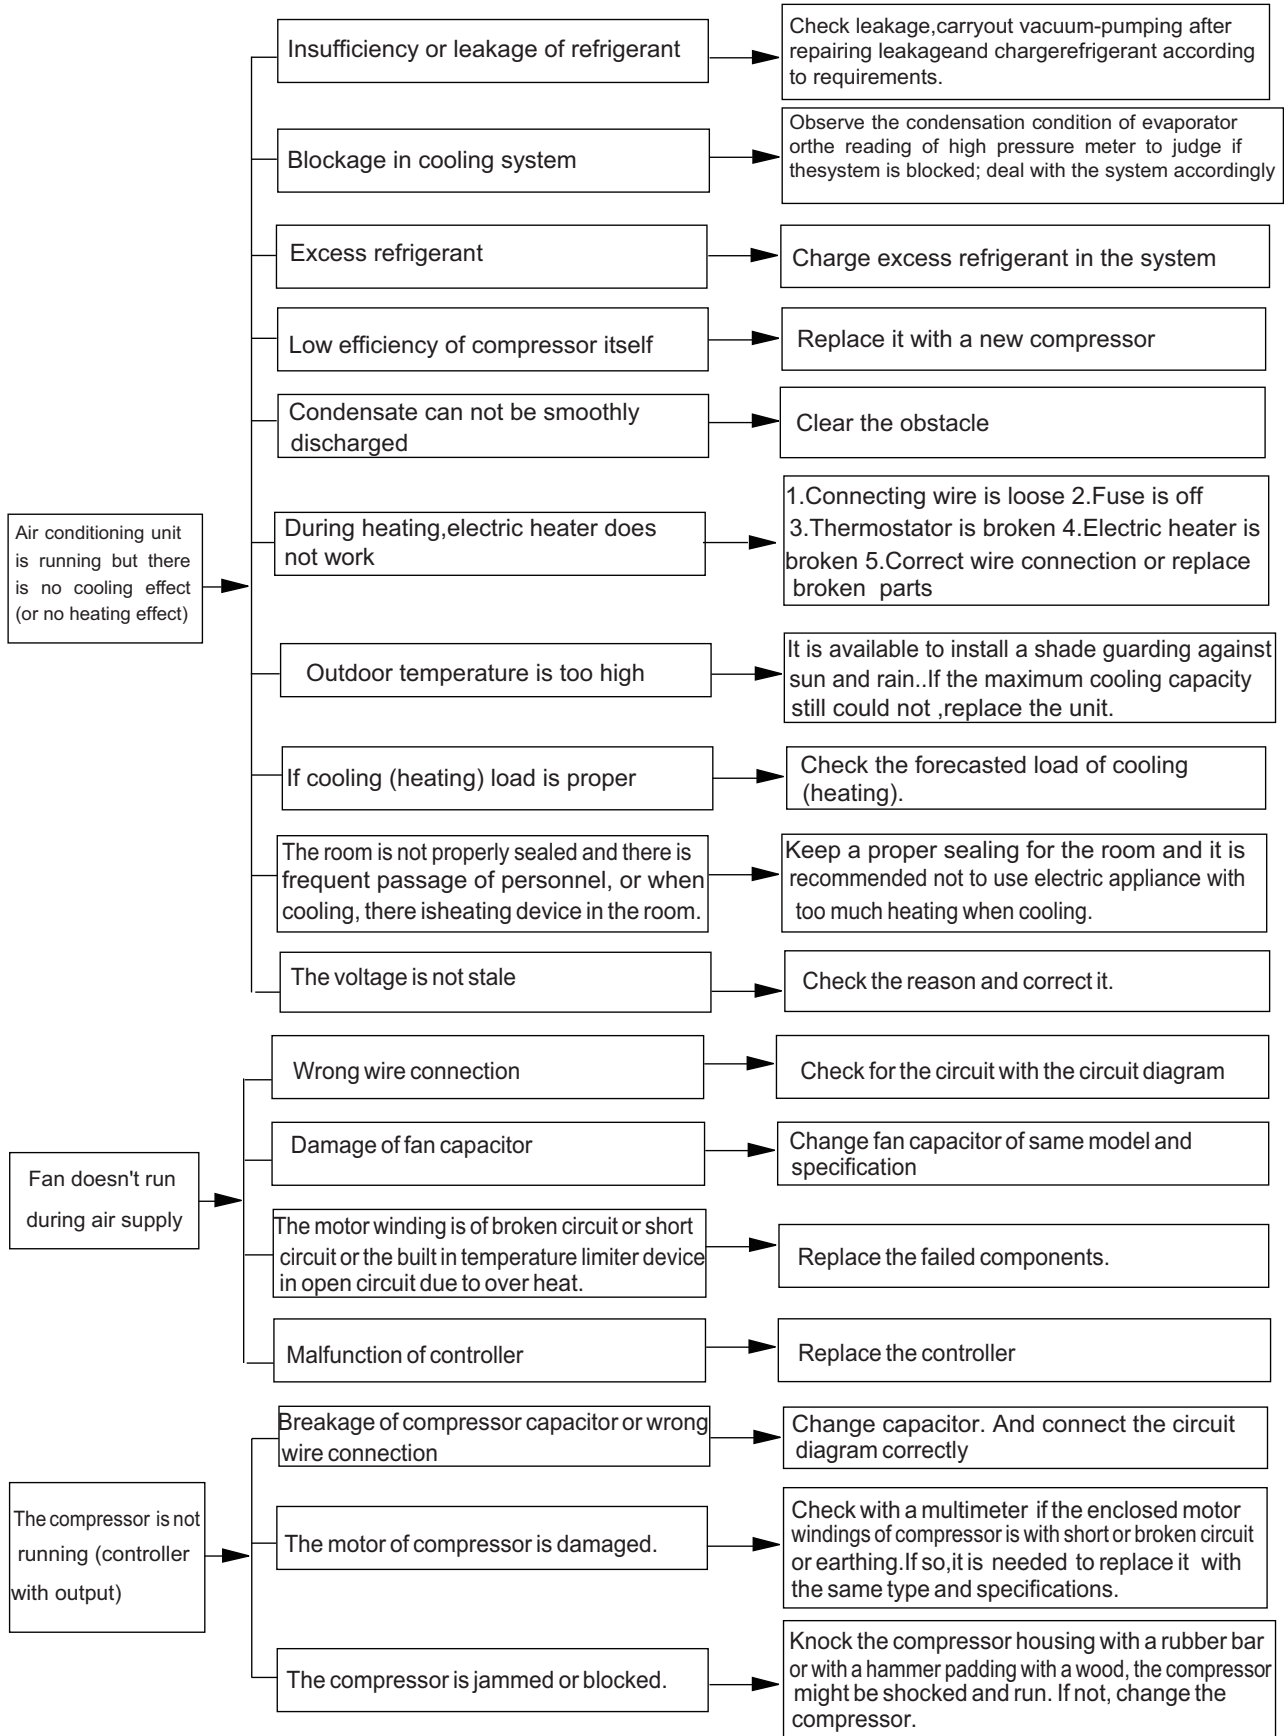 Air conditioning unit
is running but there
is no cooling effect
(or no heating effect)
Insufficiency or leakage of refrigerant
Check leakage,carryout vacuum-pumping after
repairing leakageand chargerefrigerant according
to requirements.
Blockage in cooling system
Observe the condensation condition of evaporator
orthe reading of high pressure meter to judge if
thesystem is blocked; deal with the system accordingly
Excess refrigerant
Charge excess refrigerant in the system
Low efficiency of compressor itself
Replace it with a new compressor
Condensate can not be smoothly
discharged
Clear the obstacle
During heating,electric heater does
not work
1.Connecting wire is loose 2.Fuse is off
3.Thermostator is broken 4.Electric heater is
broken 5.Correct wire connection or replace
broken parts
Outdoor temperature is too high
It is available to install a shade guarding against
sun and rain..If the maximum cooling capacity
still could not ,replace the unit.
If cooling (heating) load is proper
Check the forecasted load of cooling
(heating).
The room is not properly sealed and there is
frequent passage of personnel, or when
cooling, there isheating device in the room.
Keep a proper sealing for the room and it is
recommended not to use electric appliance with
too much heating when cooling.
The voltage is not stale
Check the reason and correct it.
Fan doesn't run
during air supply
Wrong wire connection
Check for the circuit with the circuit diagram
Damage of fan capacitor
Change fan capacitor of same model and
specification
The motor winding is of broken circuit or short
circuit or the built in temperature limiter device
in open circuit due to over heat.
Replace the failed components.
Malfunction of controller
Replace the controller
The compressor is not
running (controller
with output)
Breakage of compressor capacitor or wrong
wire connection
Change capacitor. And connect the circuit
diagram correctly
The motor of compressor is damaged.
Check with a multimeter if the enclosed motor
windings of compressor is with short or broken circuit
or earthing.If so,it is needed to replace it with
the same type and specifications.
The compressor is jammed or blocked.
Knock the compressor housing with a rubber bar
or with a hammer padding with a wood, the compressor
might be shocked and run. If not, change the
compressor.